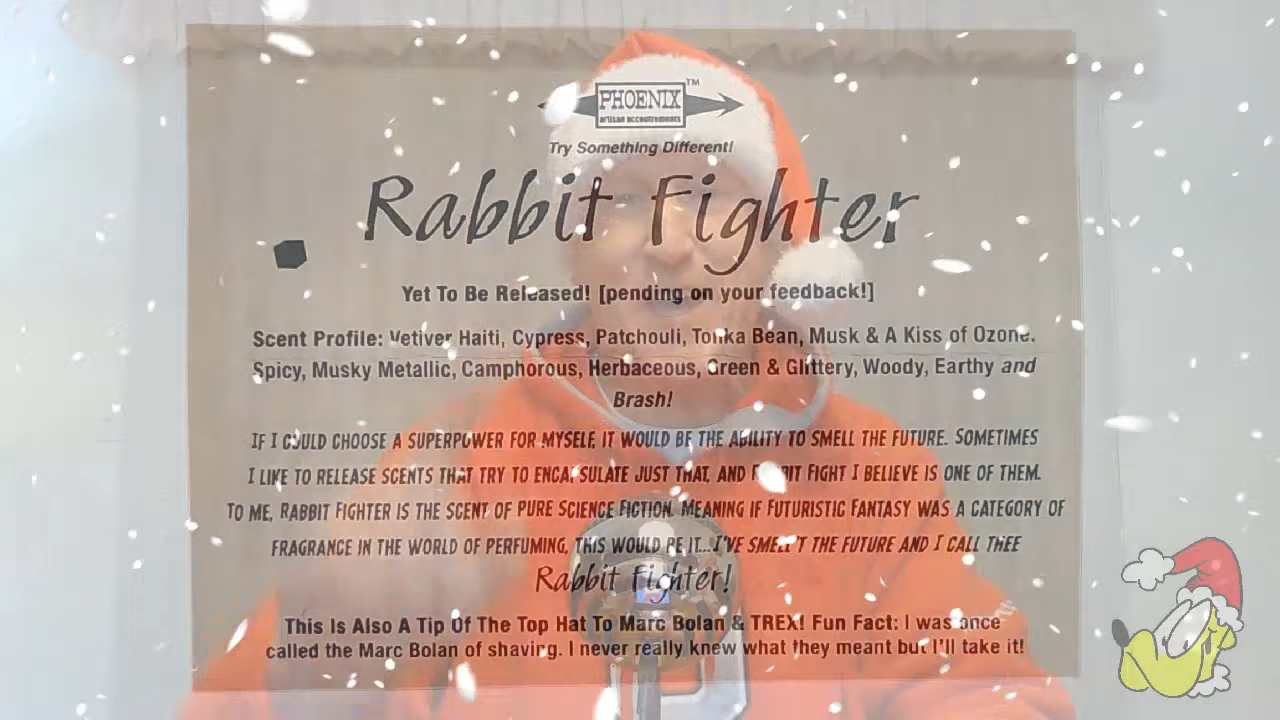 PHOENIX TM
artisan accoutrements
Try Something Different!
Rabbit Fighter
Yet To Be Released! [pending on your feedback!]
Scent Profile: Vetiver Haiti, Cypress, Patchouli, Tonka Bean, Musk & A Kiss of Ozone.
Spicy, Musky Metallic, Camphorous, Herbaceous, Green & Glittery, Woody, Earthy and
Brash!
IF I COULD CHOOSE A SUPERPOWER FOR MYSELF, IT WOULD BE THE ABILITY TO SMELL THE FUTURE. SOMETIMES
I LIKE TO RELEASE SCENTS THAT TRY TO ENCAPSULATE JUST THAT, AND RABBIT FIGHT I BELIEVE IS ONE OF THEM.
TO ME, RABBIT FIGHTER IS THE SCENT OF PURE SCIENCE FICTION. MEANING IF FUTURISTIC FANTASY WAS A CATEGORY OF
FRAGRANCE IN THE WORLD OF PERFUMING, THIS WOULD BE IT...I'VE SMELL'T THE FUTURE AND I CALL THEE
Rabbit Fighter!
This Is Also A Tip Of The Top Hat To Marc Bolan & TREX! Fun Fact: I was once
called the Marc Bolan of shaving. I never really knew what they meant but I'll take it!